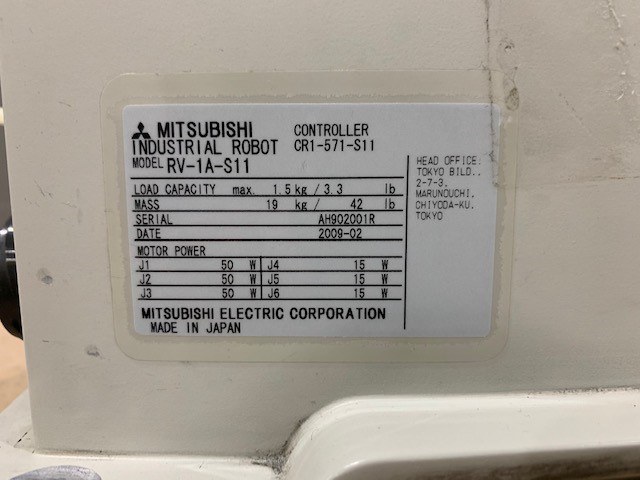 MITSUBISHI
INDUSTRIAL ROBOT
MODEL RV-1A-S11
CONTROLLER
CR1-571-S11
LOAD CAPACITY max. 1.5 kg / 3.3 lb
MASS 19 kg / 42 lb
SERIAL AH902001R
DATE 2009-02
MOTOR POWER
J1 50 W J4 15 W
J2 50 W J5 15 W
J3 50 W J6 15 W
MITSUBISHI ELECTRIC CORPORATION
MADE IN JAPAN
HEAD OFFICE:
TOKYO BILD.,
2-7-3,
MARUNOUCHI,
CHIYODA-KU,
TOKYO